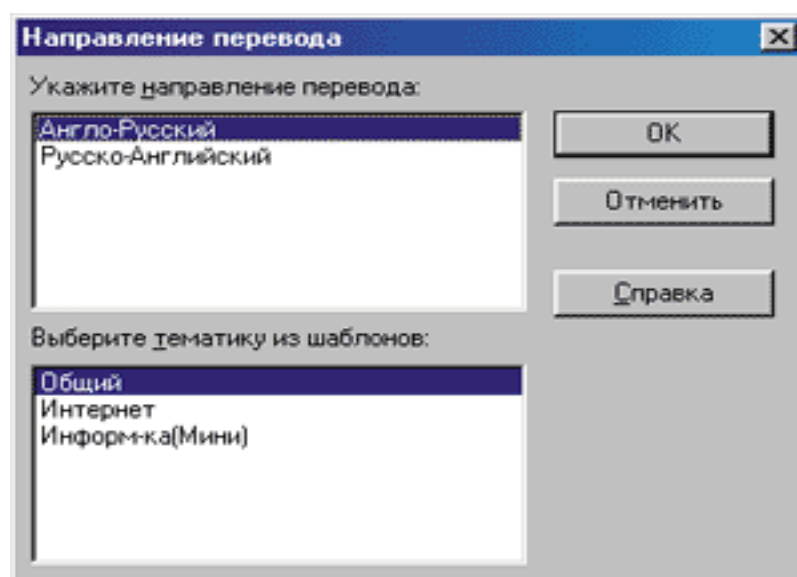 Направление перевода
Укажите направление перевода:
Англо-Русский
Русско-Английский
OK
Отменить
Справка
Выберите тематику из шаблонов:
Общий
Интернет
Информ-ка(Мини)